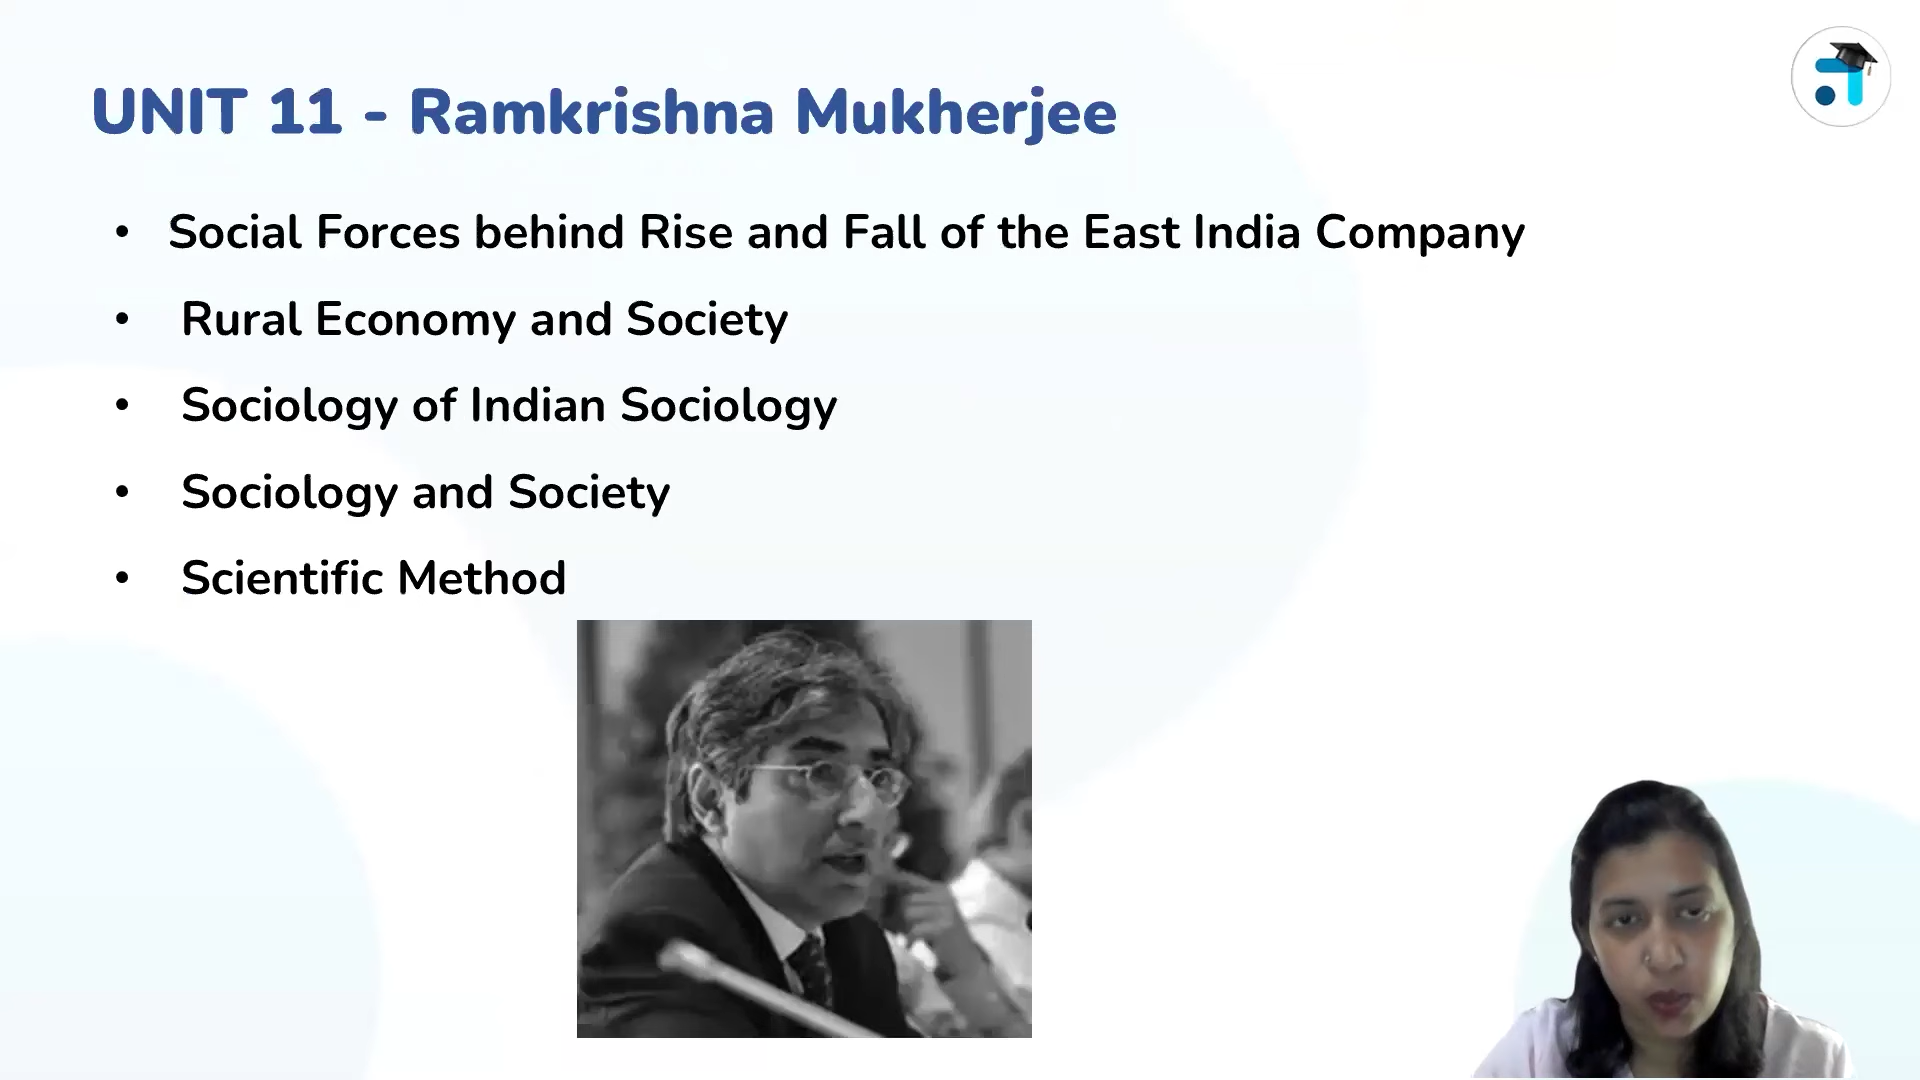 UNIT 11 - Ramkrishna Mukherjee
• Social Forces behind Rise and Fall of the East India Company
• Rural Economy and Society
• Sociology of Indian Sociology
• Sociology and Society
• Scientific Method